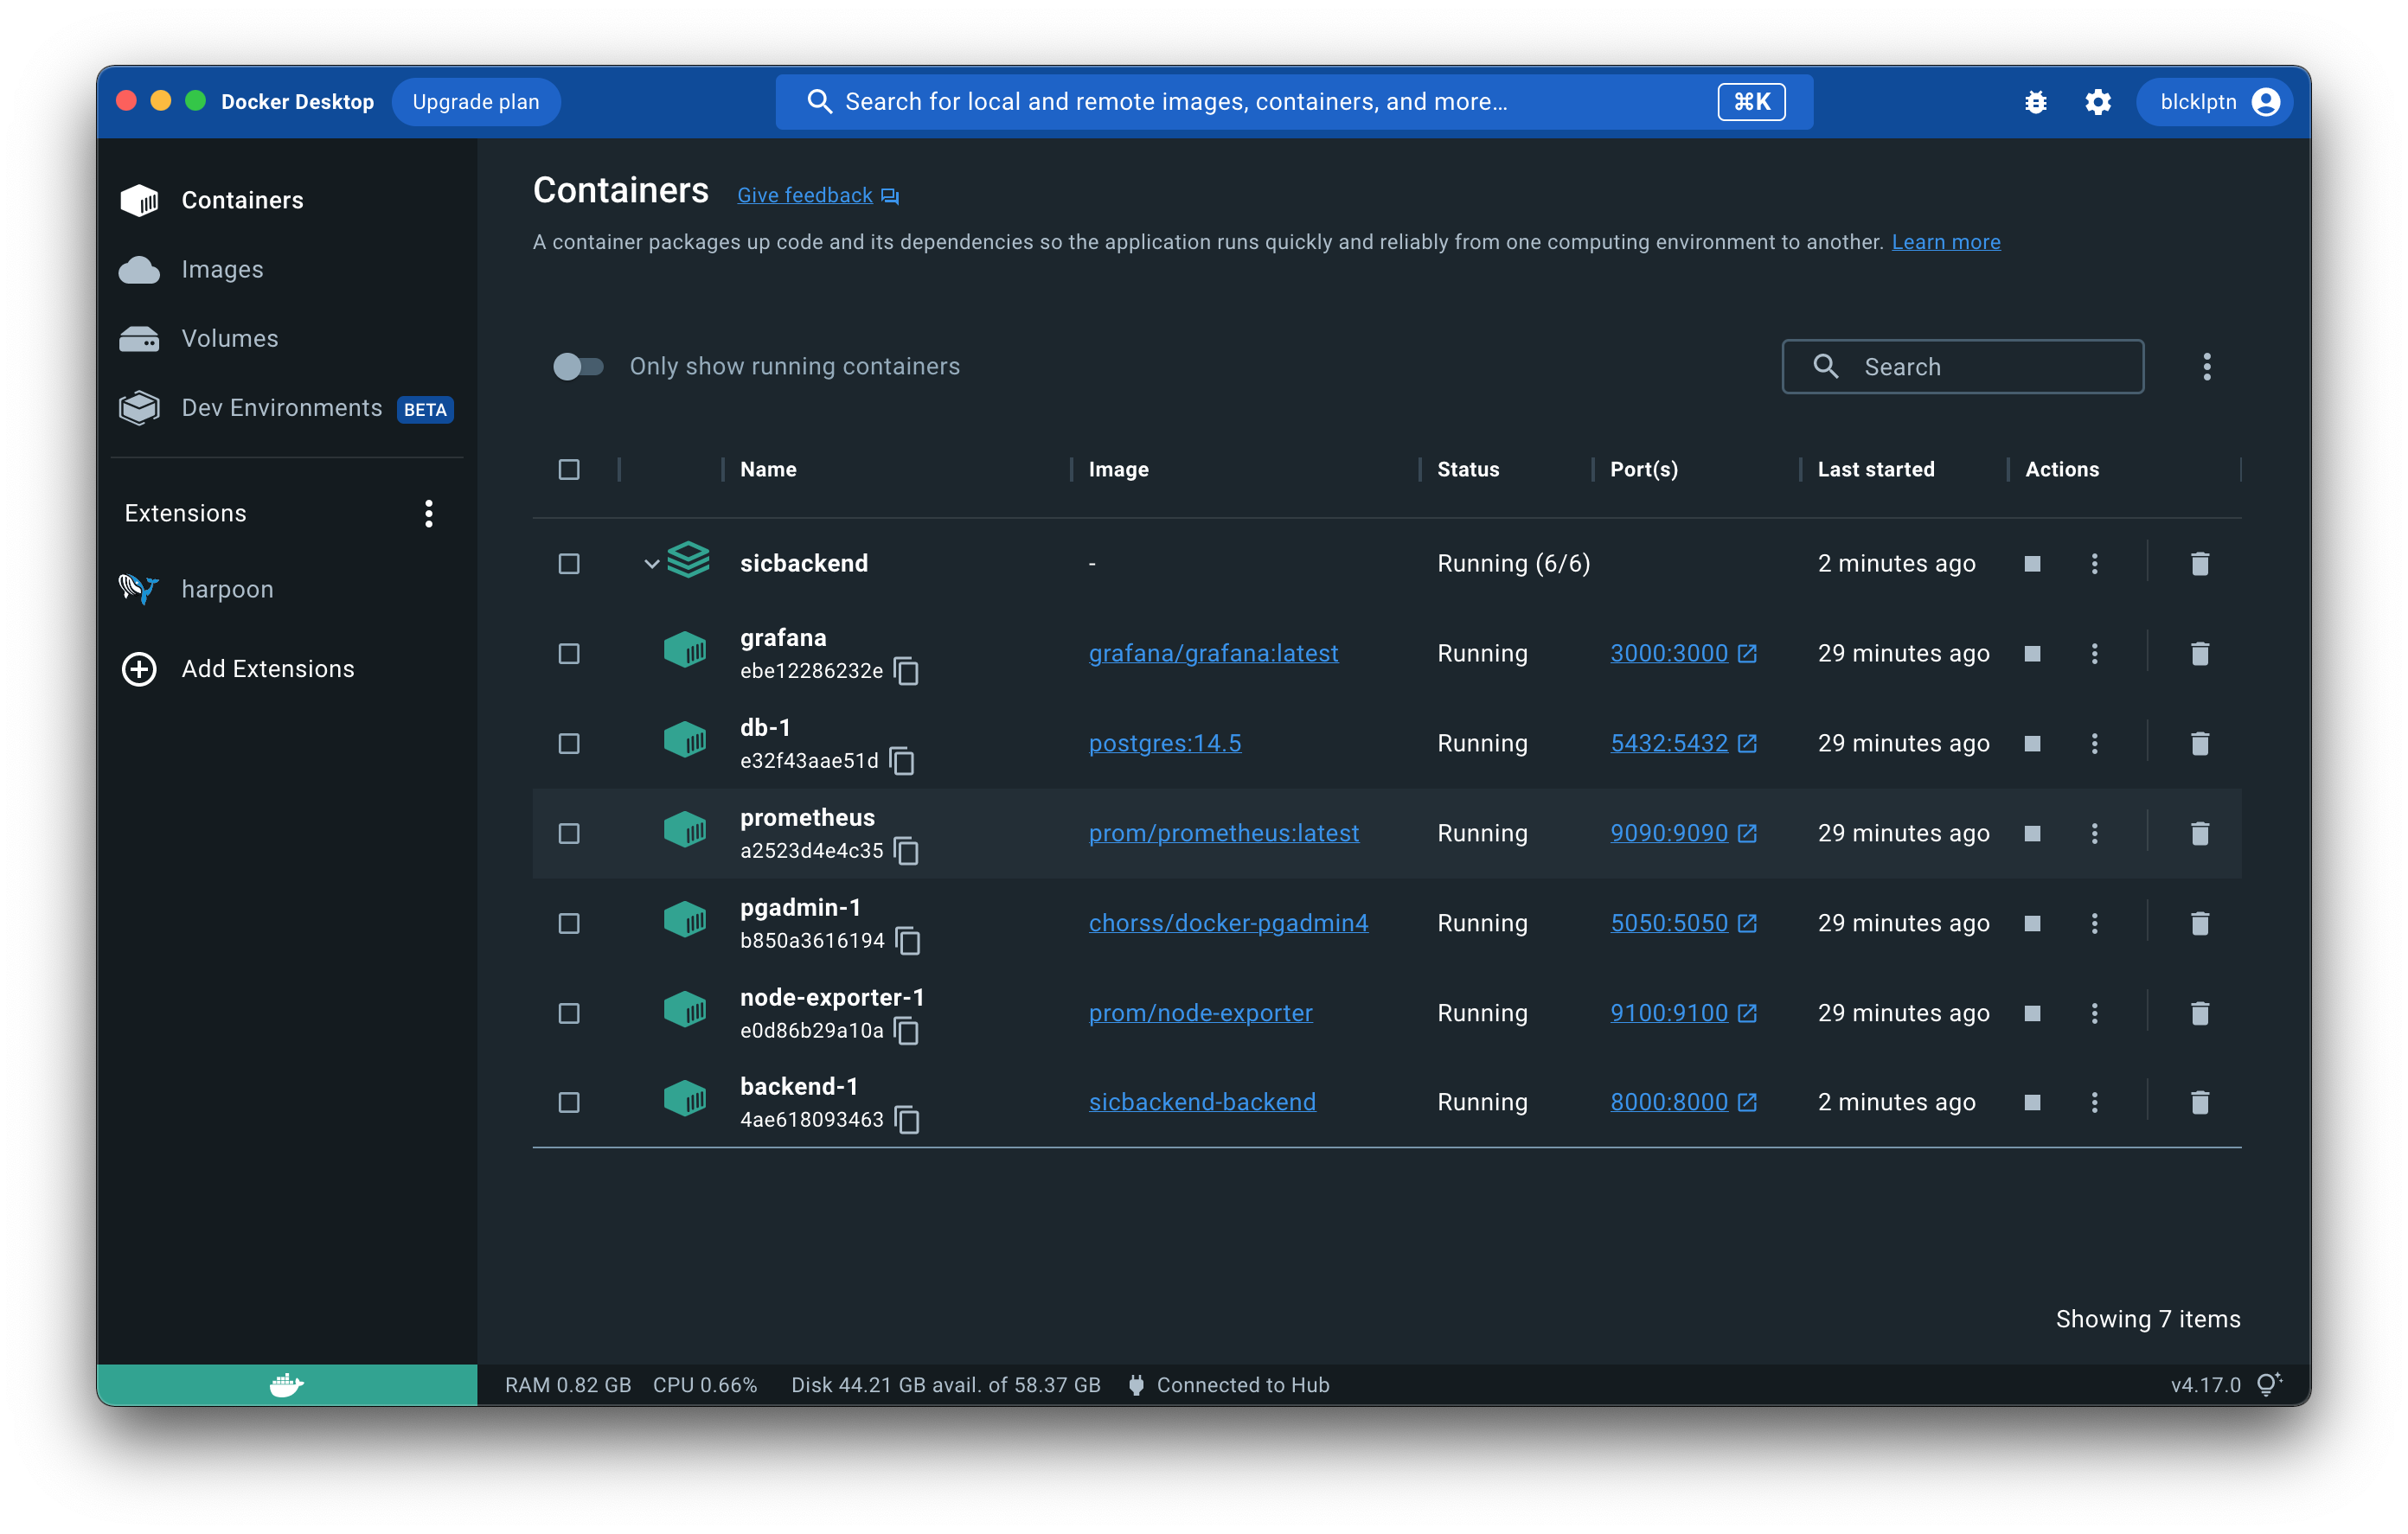 Docker Desktop Upgrade plan Search for local and remote images, containers, and more... ⌘K blcklptn
Containers
Images
Volumes
Dev Environments BETA
Extensions
harpoon
Add Extensions
Containers Give feedback
A container packages up code and its dependencies so the application runs quickly and reliably from one computing environment to another. Learn more
Only show running containers Search
Name Image Status Port(s) Last started Actions
sicbackend - Running (6/6) 2 minutes ago
grafana
ebe12286232e grafana/grafana:latest Running 3000:3000 29 minutes ago
db-1
e32f43aae51d postgres:14.5 Running 5432:5432 29 minutes ago
prometheus
a2523d4e4c35 prom/prometheus:latest Running 9090:9090 29 minutes ago
pgadmin-1
b850a3616194 chorss/docker-pgadmin4 Running 5050:5050 29 minutes ago
node-exporter-1
e0d86b29a10a prom/node-exporter Running 9100:9100 29 minutes ago
backend-1
4ae618093463 sicbackend-backend Running 8000:8000 2 minutes ago
Showing 7 items
RAM 0.82 GB CPU 0.66% Disk 44.21 GB avail. of 58.37 GB Connected to Hub v4.17.0